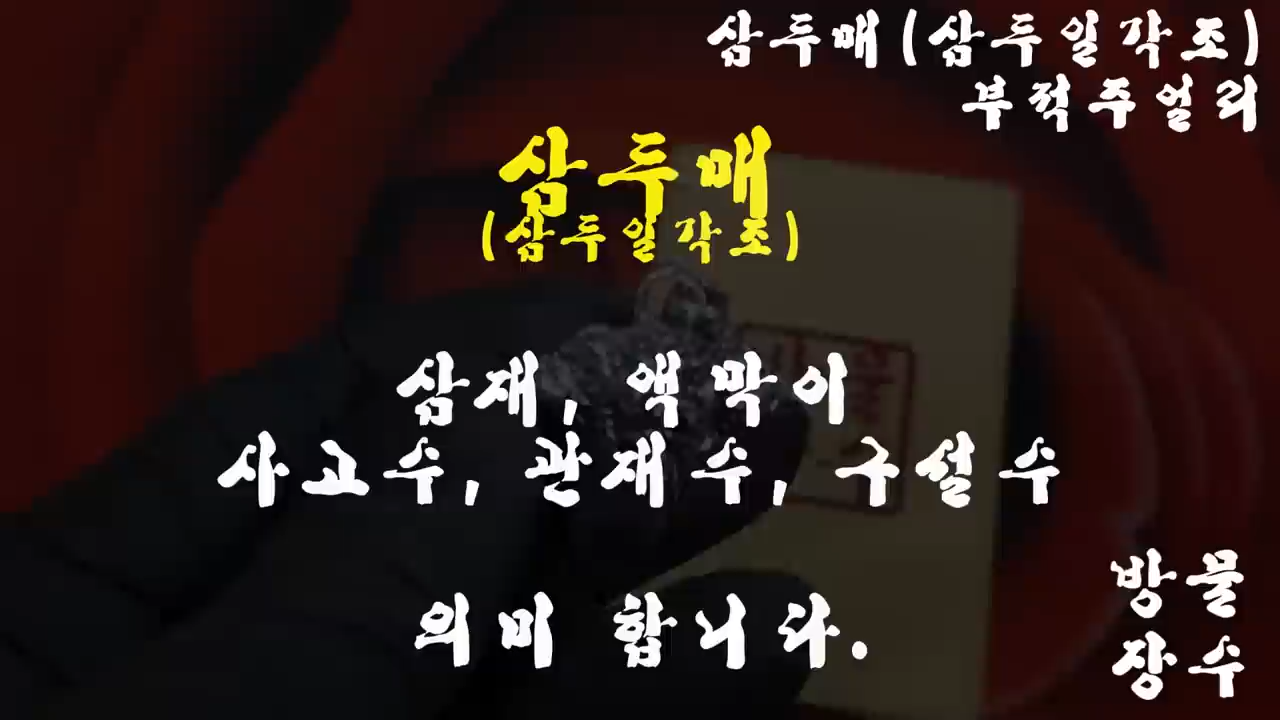 삼두매(삼두일각조)
부적주얼리
삼두매
(삼두일각조)
삼재, 액막이
사고수, 관재수, 구설수
의미 합니다.
방물
장수